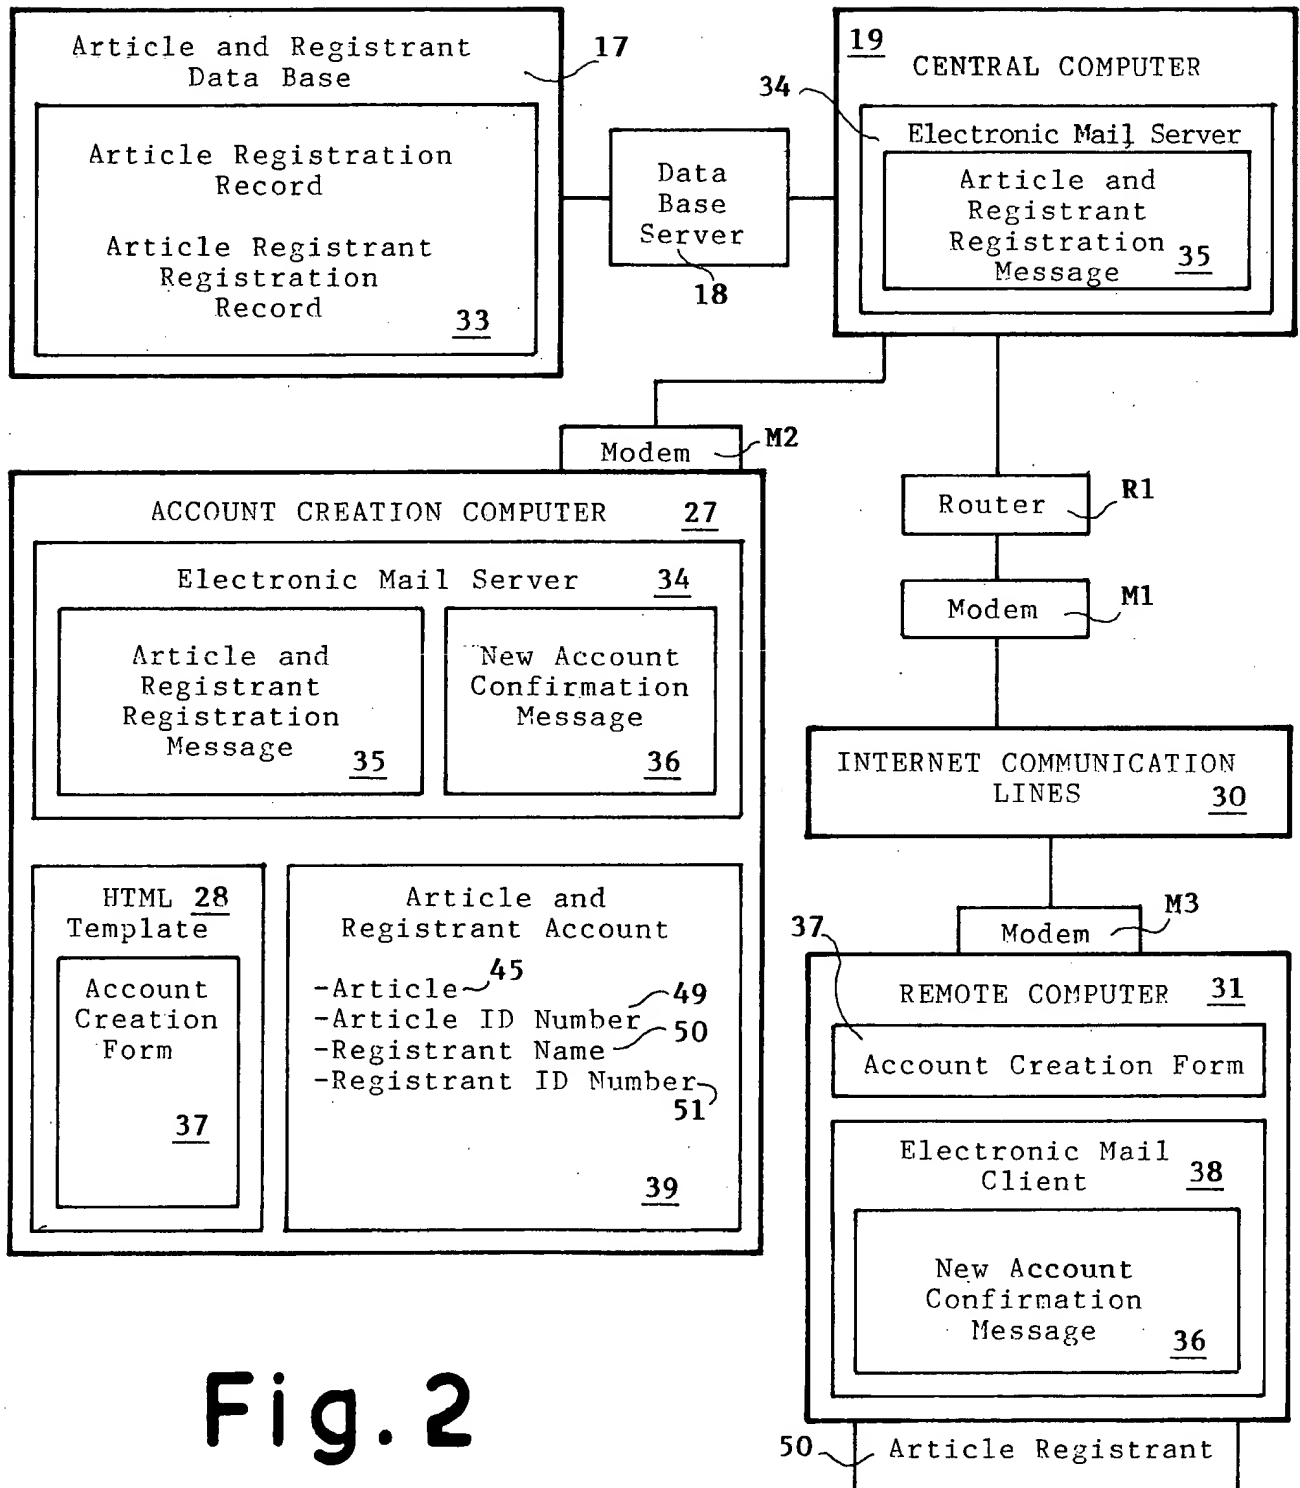 Article and Registrant
Data Base
17
Article Registration
Record
Article Registrant
Registration
Record
33
Data
Base
Server
18
19
CENTRAL COMPUTER
34
Electronic Mail Server
Article and
Registrant
Registration
Message
35
Modem
M2
ACCOUNT CREATION COMPUTER
27
Electronic Mail Server
34
Article and
Registrant
Registration
Message
35
New Account
Confirmation
Message
36
HTML
28
Template
Account
Creation
Form
37
Article and
Registrant Account
-Article
45
-Article ID Number
49
-Registrant Name
50
-Registrant ID Number
51
39
Router
R1
Modem
M1
INTERNET COMMUNICATION
LINES
30
Modem
M3
37
REMOTE COMPUTER
31
Account Creation Form
Electronic Mail
Client
38
New Account
Confirmation
Message
36
50
Article Registrant
Fig. 2